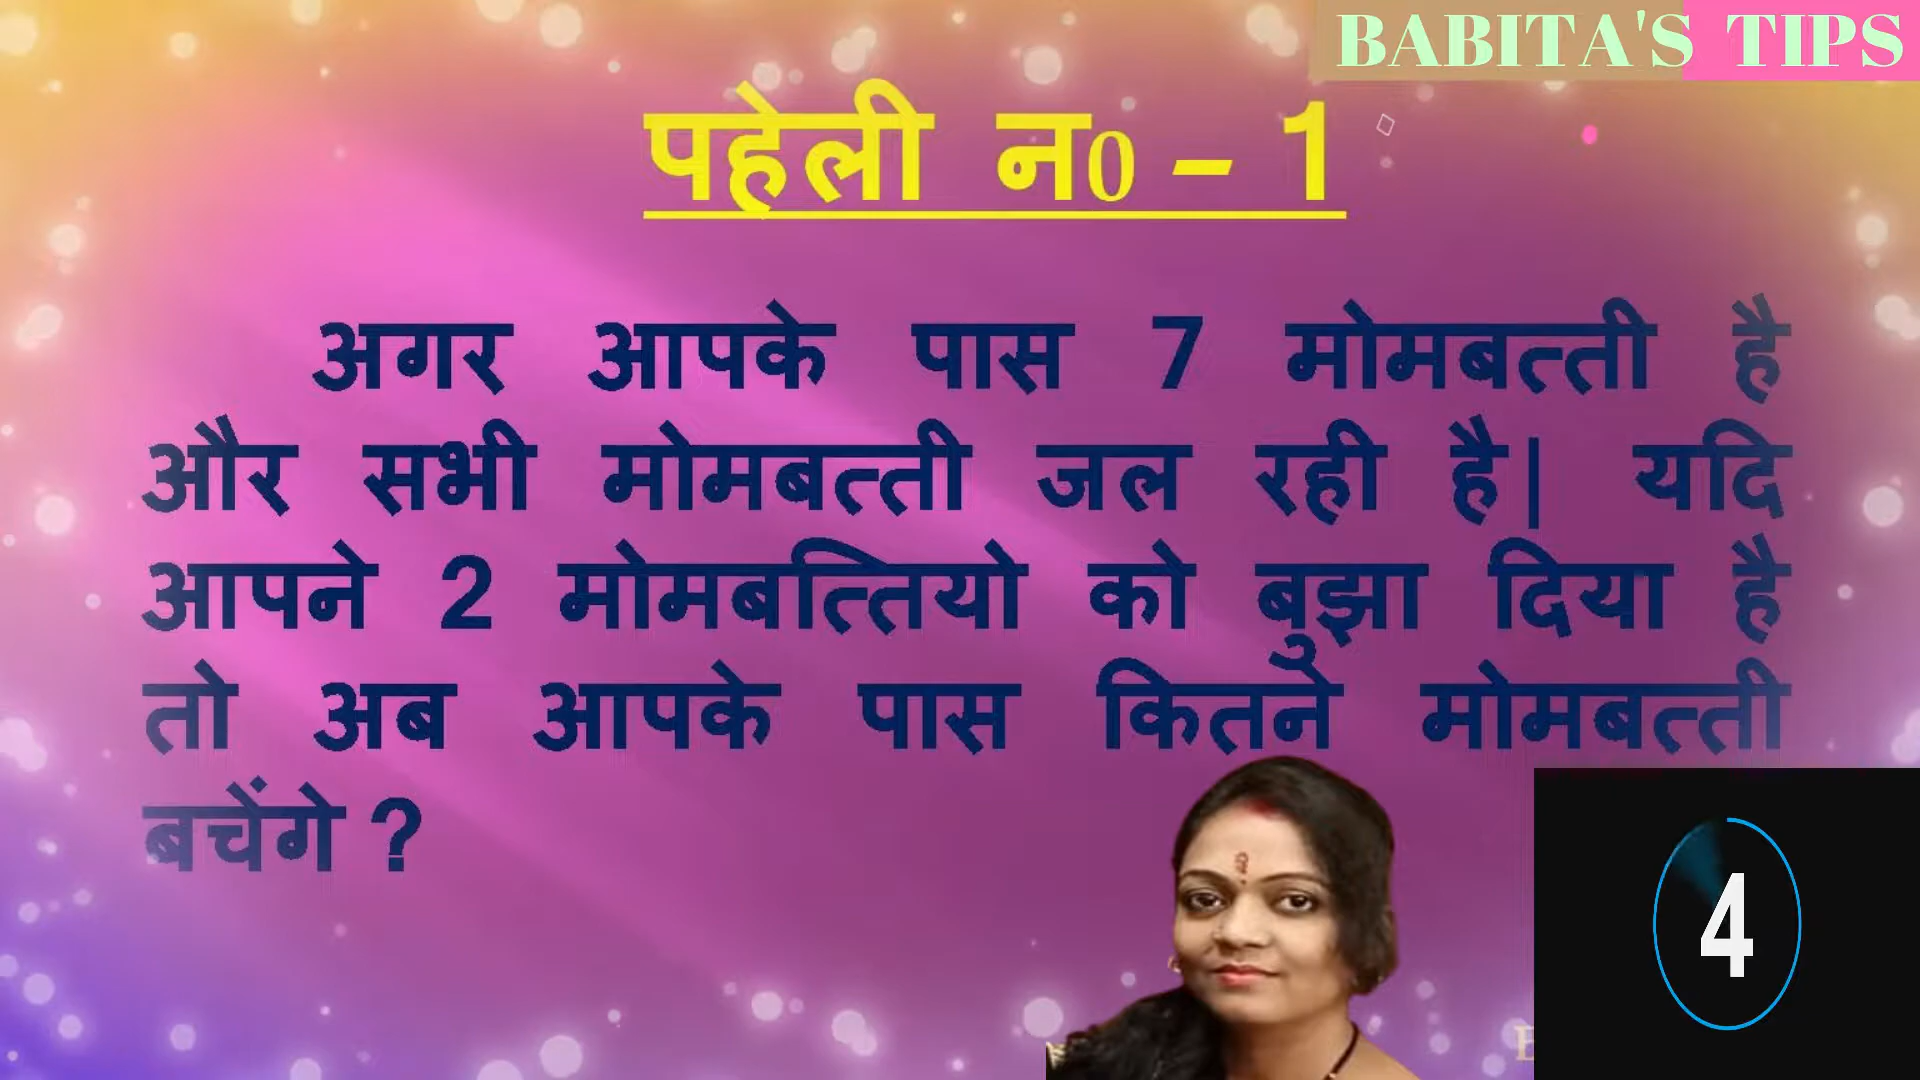 BABITA'S TIPS
पहेली न0 – 1
अगर आपके पास 7 मोमबत्ती है
और सभी मोमबत्ती जल रही है| यदि
आपने 2 मोमबत्तियो को बुझा दिया है
तो अब आपके पास कितने मोमबत्ती
बचेंगे ?
4